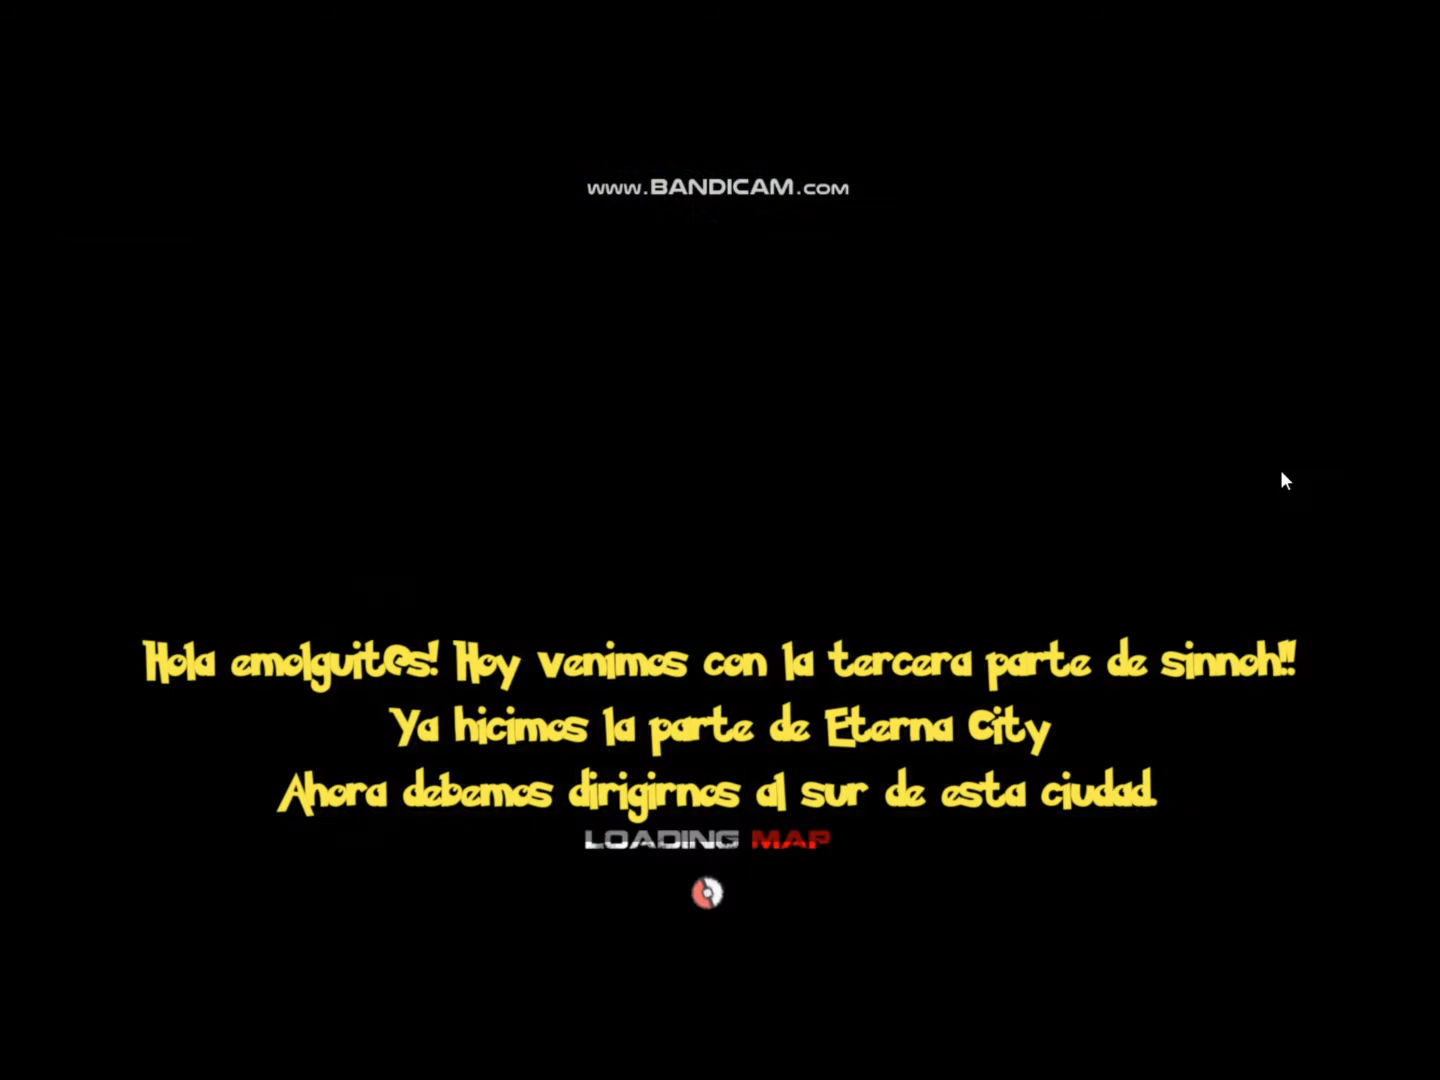 www.BANDICAM.com
Hola emolguit@s! Hoy venimos con la tercera parte de sinnoh!!
Ya hicimos la parte de Eterna City
Ahora debemos dirigirnos al sur de esta ciudad.
LOADING MAP